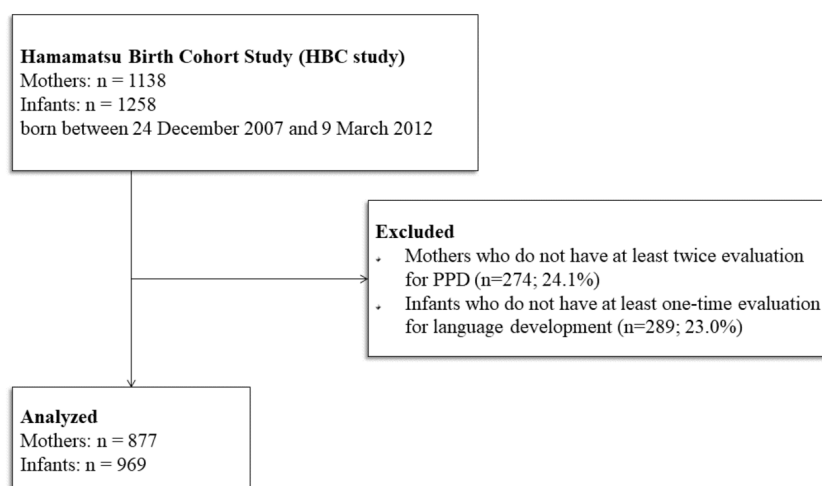 Hamamatsu Birth Cohort Study (HBC study)
Mothers: n = 1138
Infants: n = 1258
born between 24 December 2007 and 9 March 2012
Excluded
Mothers who do not have at least twice evaluation
for PPD (n=274; 24.1%)
Infants who do not have at least one-time evaluation
for language development (n=289; 23.0%)
Analyzed
Mothers: n = 877
Infants: n = 969